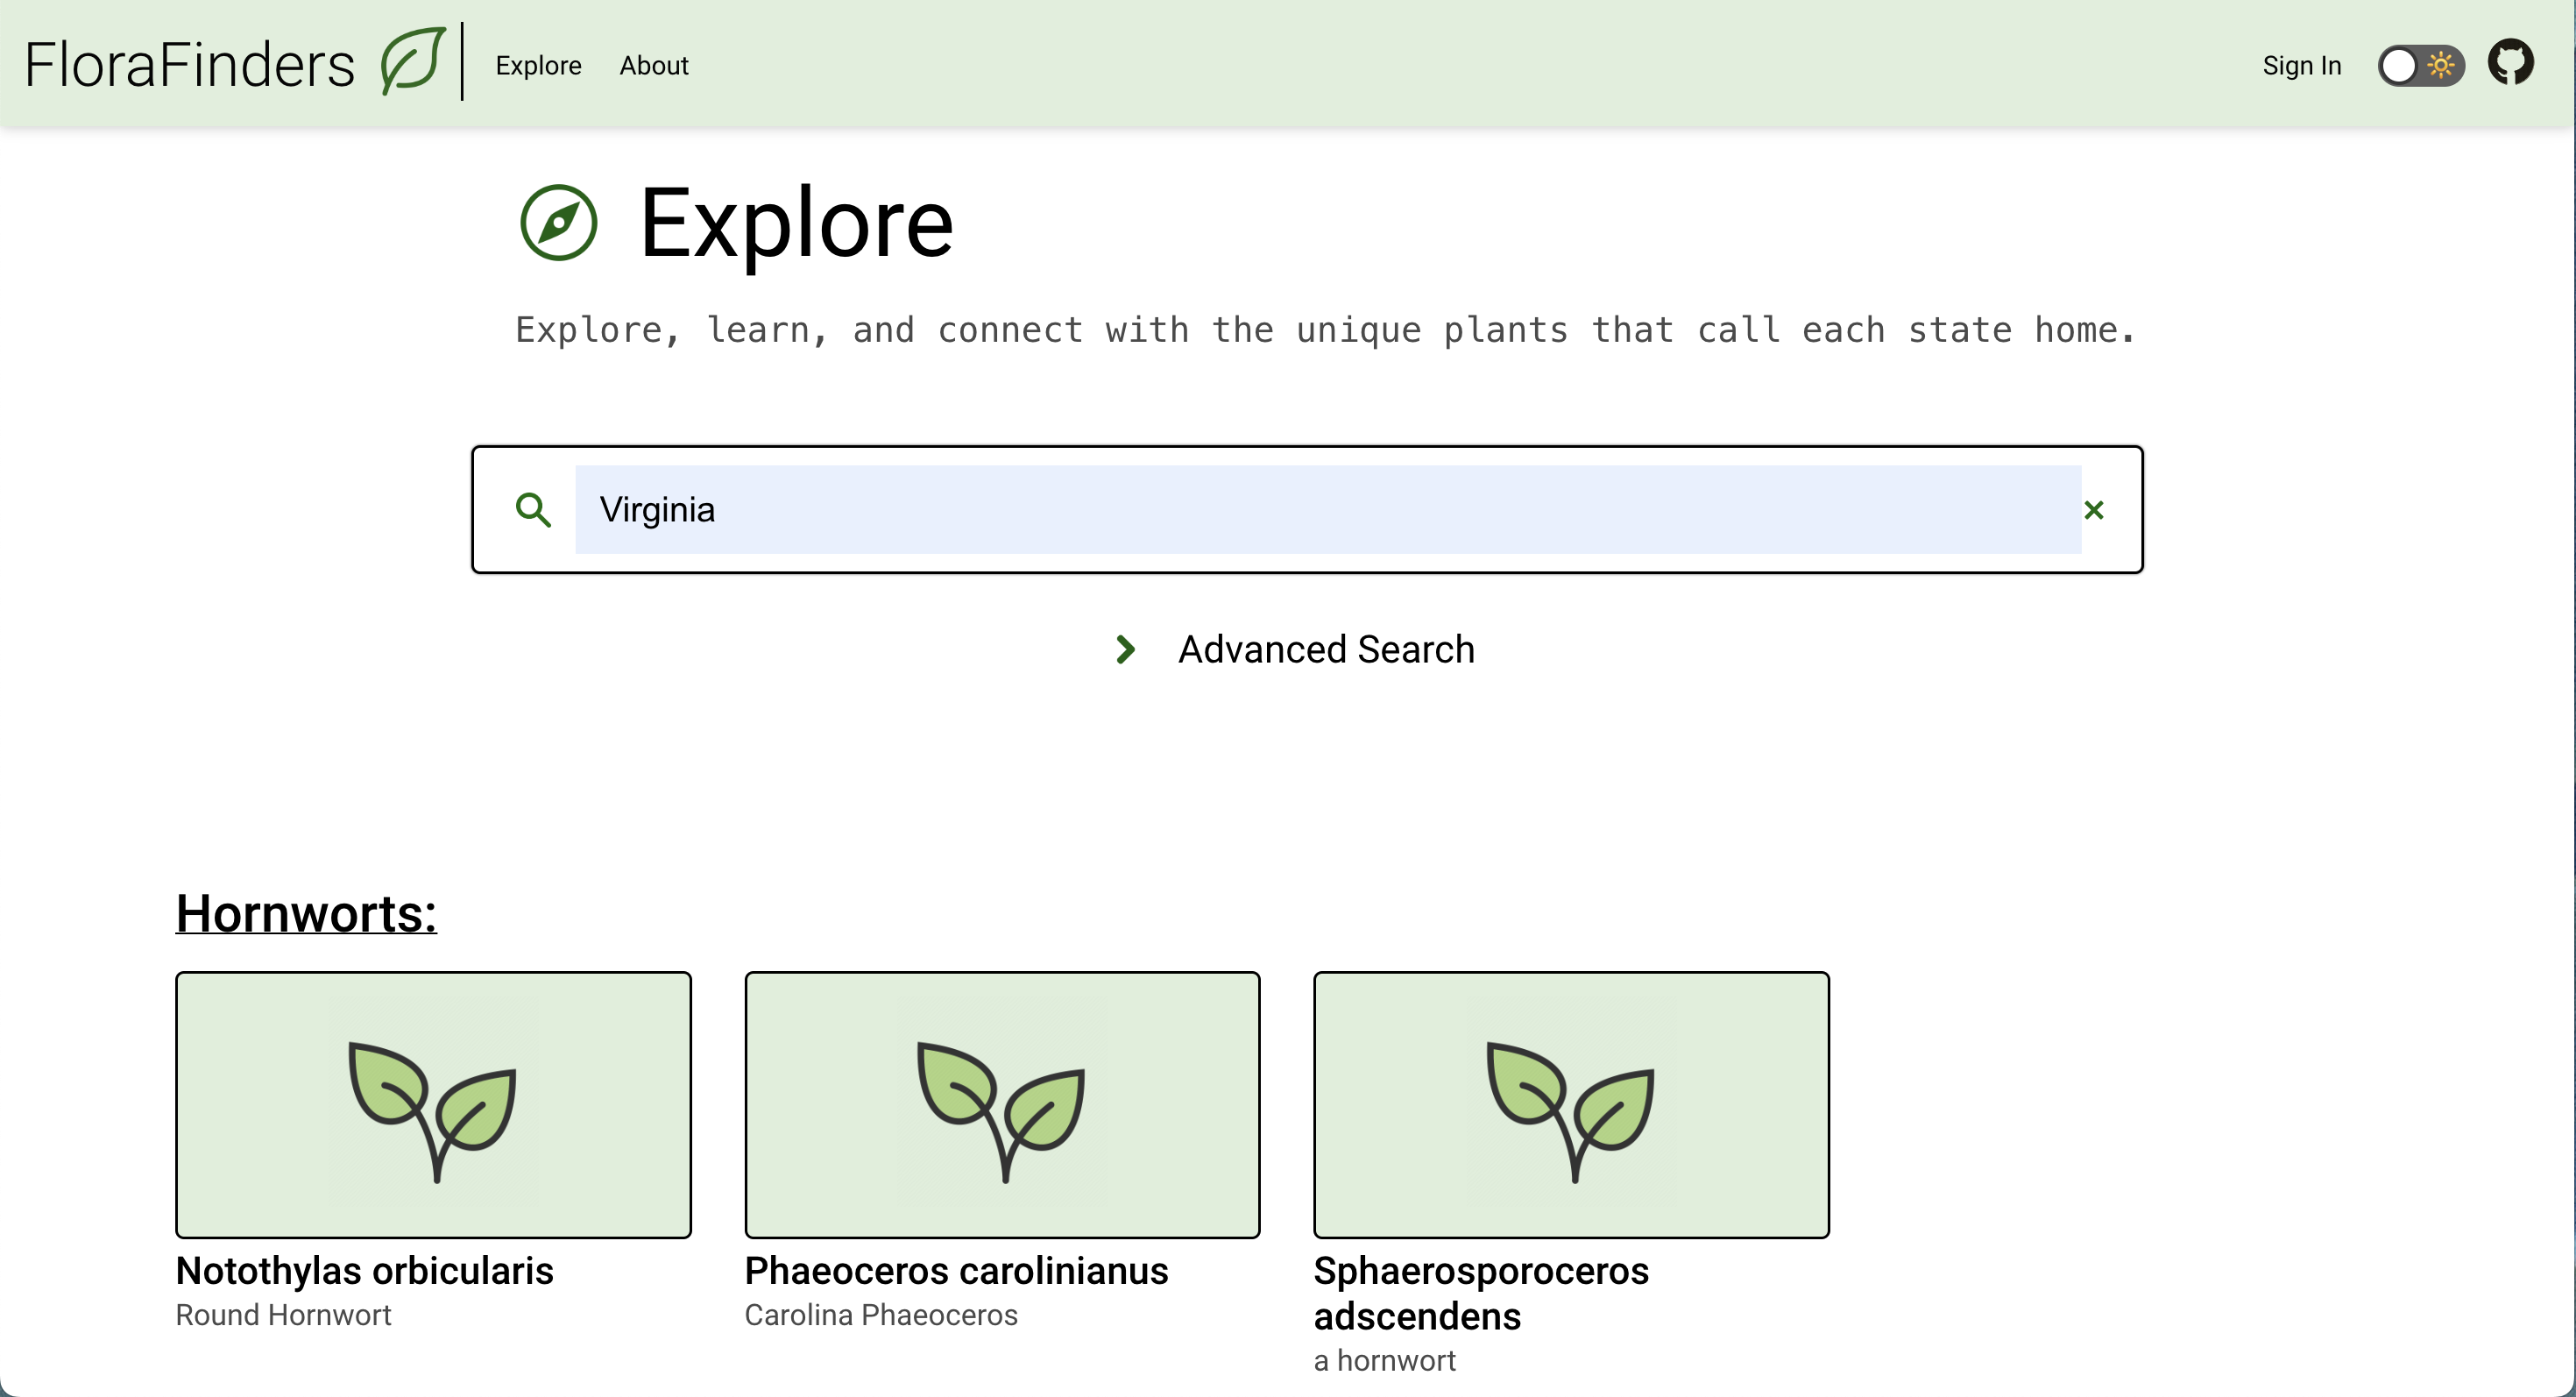 FloraFinders
Explore
About
Sign In
Explore
Explore, learn, and connect with the unique plants that call each state home.
Virginia
Advanced Search
Hornworts:
Notothylas orbicularis
Round Hornwort
Phaeoceros carolinianus
Carolina Phaeoceros
Sphaerosporoceros
adscendens
a hornwort